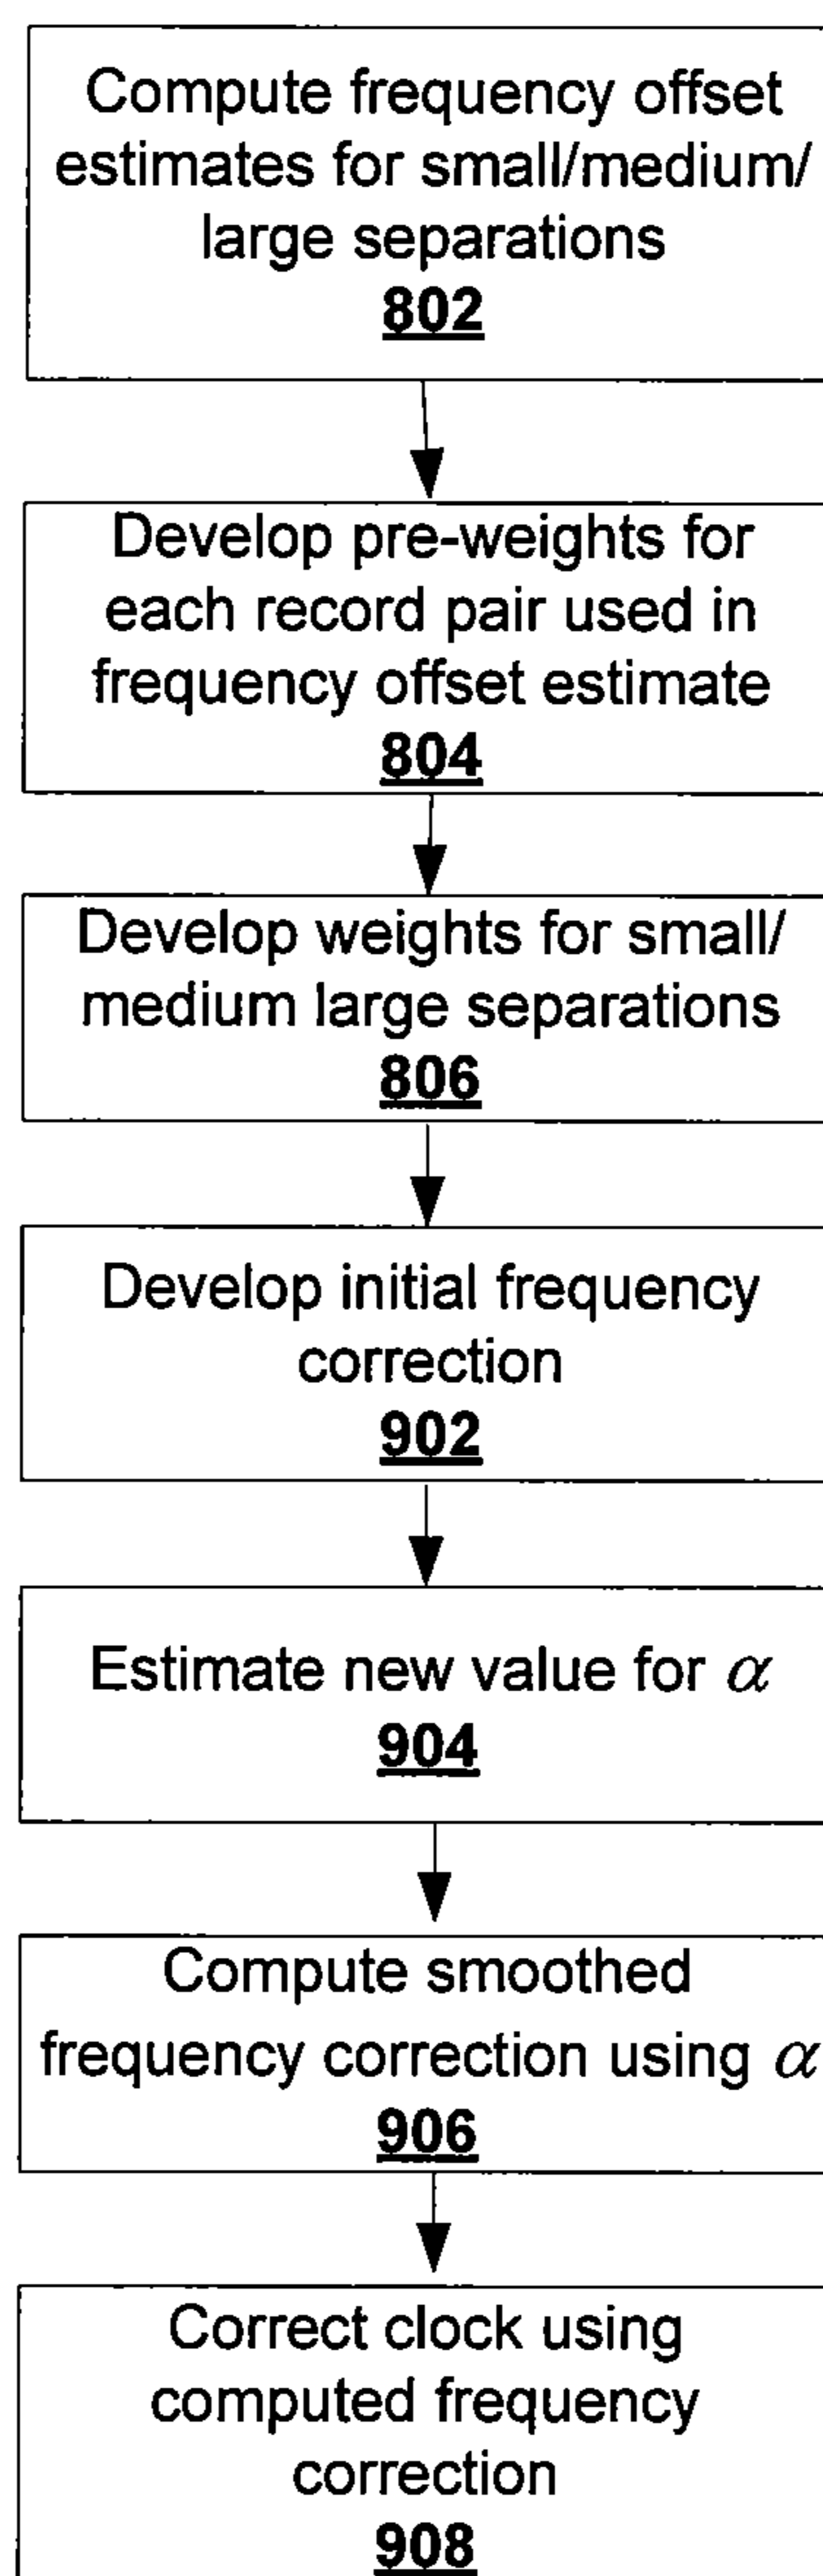 Compute frequency offset
estimates for small/medium/
large separations
802
Develop pre-weights for
each record pair used in
frequency offset estimate
804
Develop weights for small/
medium large separations
806
Develop initial frequency
correction
902
Estimate new value for α
904
Compute smoothed
frequency correction using α
906
Correct clock using
computed frequency
correction
908